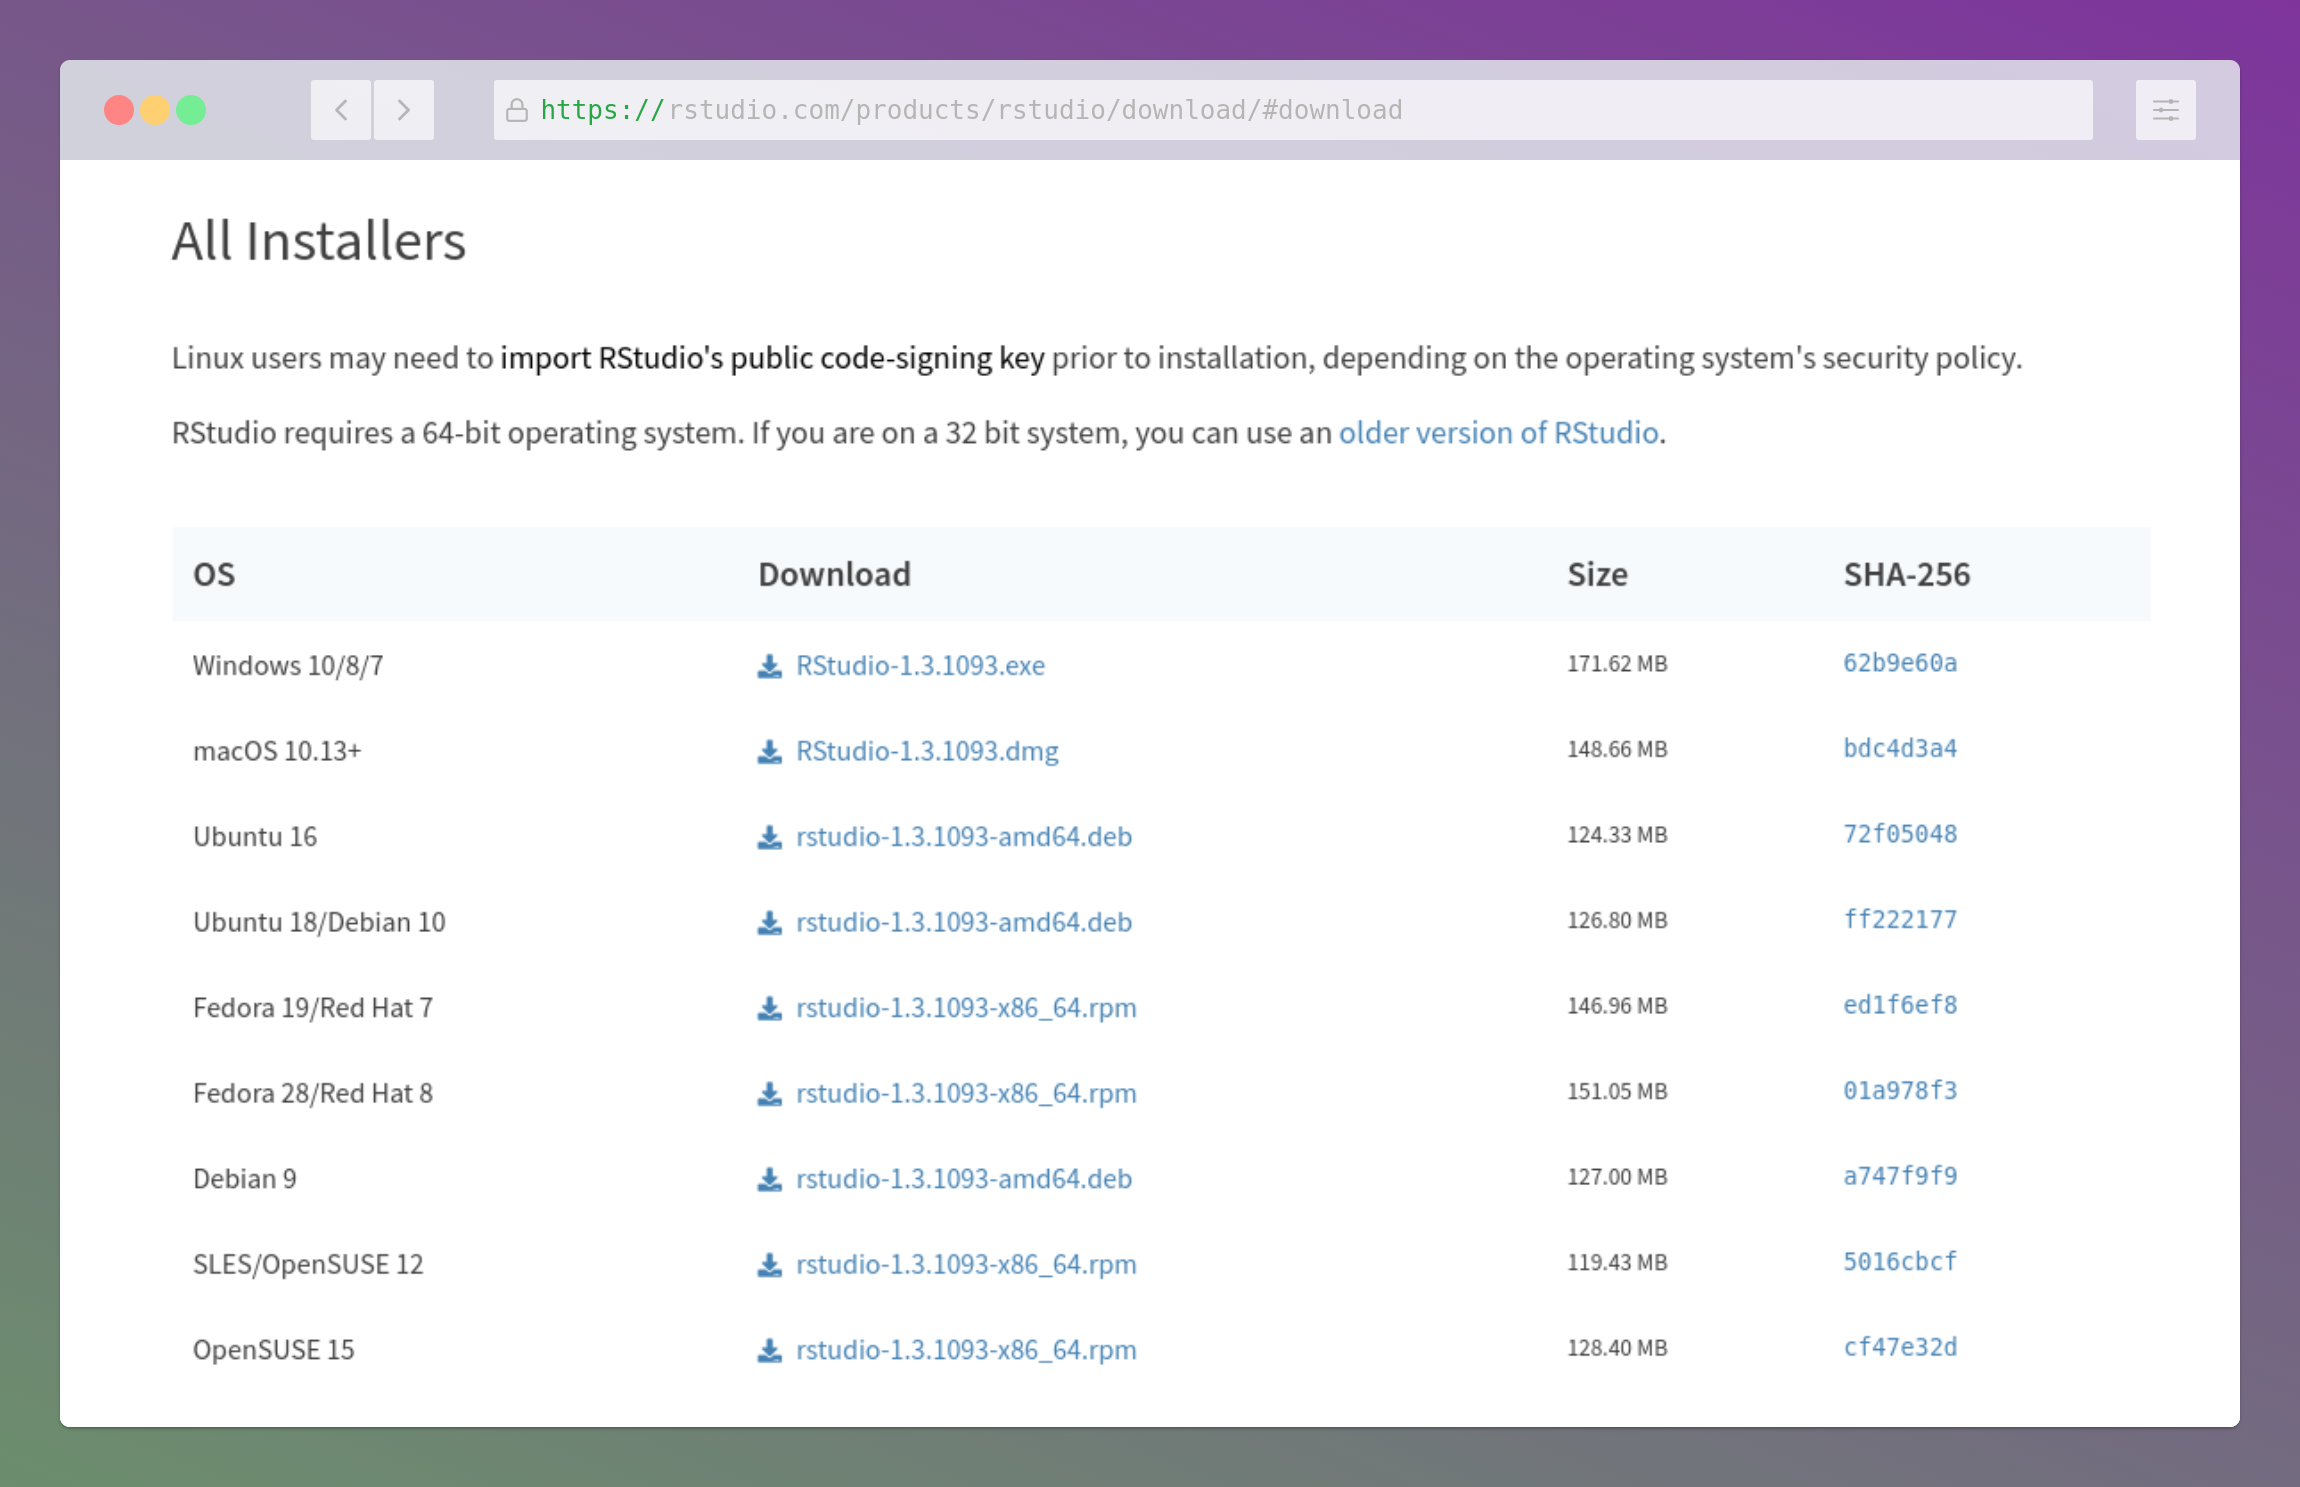 https://rstudio.com/products/rstudio/download/#download
All Installers
Linux users may need to import RStudio's public code-signing key prior to installation, depending on the operating system's security policy.
RStudio requires a 64-bit operating system. If you are on a 32 bit system, you can use an older version of RStudio.
OS Download Size SHA-256
Windows 10/8/7 RStudio-1.3.1093.exe 171.62 MB 62b9e60a
macOS 10.13+ RStudio-1.3.1093.dmg 148.66 MB bdc4d3a4
Ubuntu 16 rstudio-1.3.1093-amd64.deb 124.33 MB 72f05048
Ubuntu 18/Debian 10 rstudio-1.3.1093-amd64.deb 126.80 MB ff222177
Fedora 19/Red Hat 7 rstudio-1.3.1093-x86_64.rpm 146.96 MB ed1f6ef8
Fedora 28/Red Hat 8 rstudio-1.3.1093-x86_64.rpm 151.05 MB 01a978f3
Debian 9 rstudio-1.3.1093-amd64.deb 127.00 MB a747f9f9
SLES/OpenSUSE 12 rstudio-1.3.1093-x86_64.rpm 119.43 MB 5016cbcf
OpenSUSE 15 rstudio-1.3.1093-x86_64.rpm 128.40 MB cf47e32d